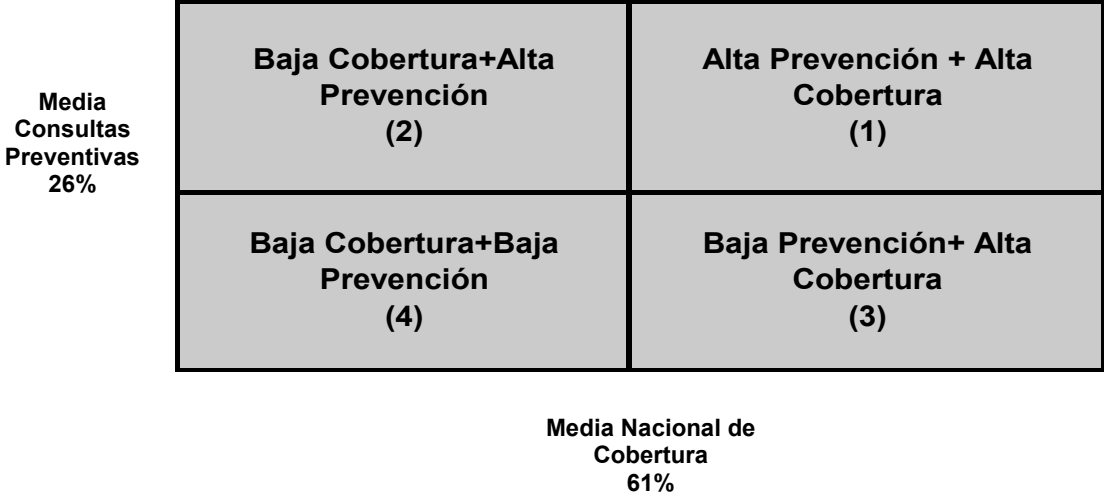 Baja Cobertura+Alta
Prevención
(2)
Alta Prevención + Alta
Cobertura
(1)
Media
Consultas
Preventivas
26%
Baja Cobertura+Baja
Prevención
(4)
Baja Prevención+ Alta
Cobertura
(3)
Media Nacional de
Cobertura
61%